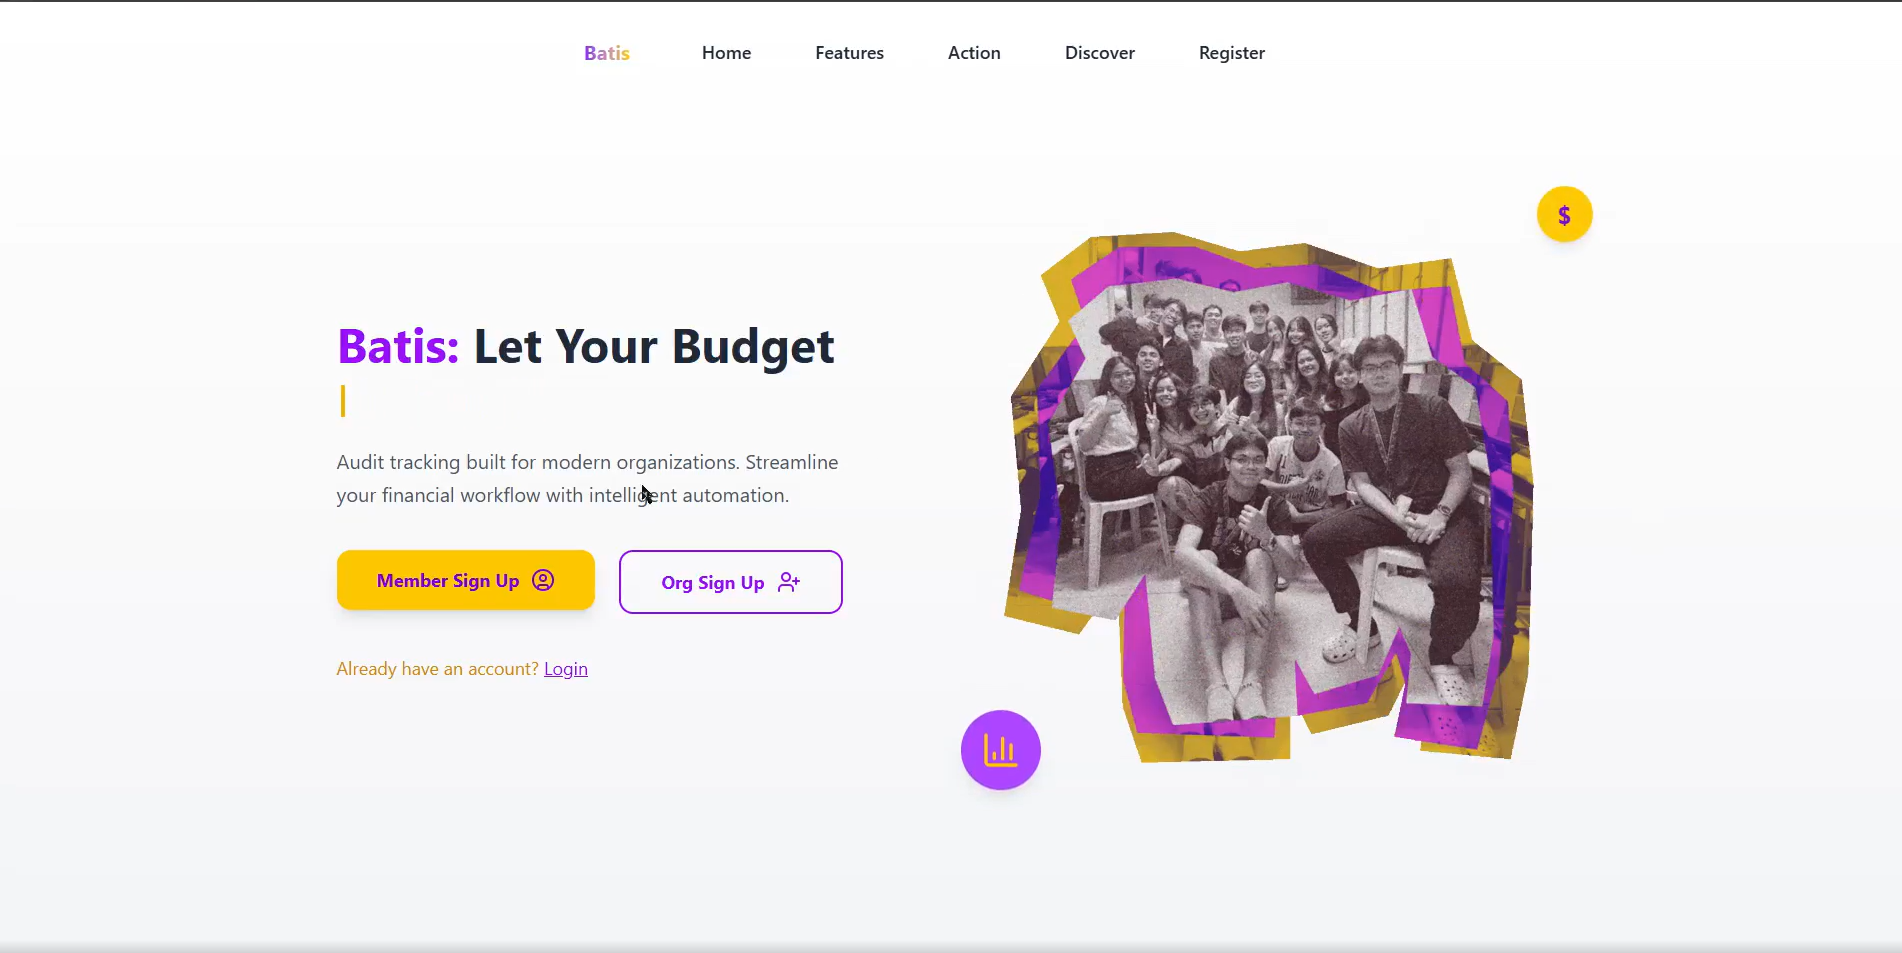 Batis
Home
Features
Action
Discover
Register
$
Batis: Let Your Budget
Audit tracking built for modern organizations. Streamline
your financial workflow with intelligent automation.
Member Sign Up
Org Sign Up
Already have an account? Login